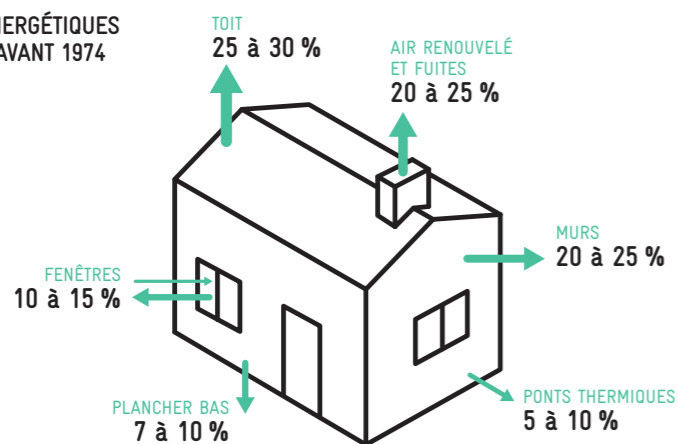 AVANT 1974
TOIT
25 à 30 %
AIR RENOUVELÉ
ET FUITES
20 à 25 %
MURS
20 à 25 %
FENÊTRES
10 à 15 %
PLANCHER BAS
7 à 10 %
PONTS THERMIQUES
5 à 10 %